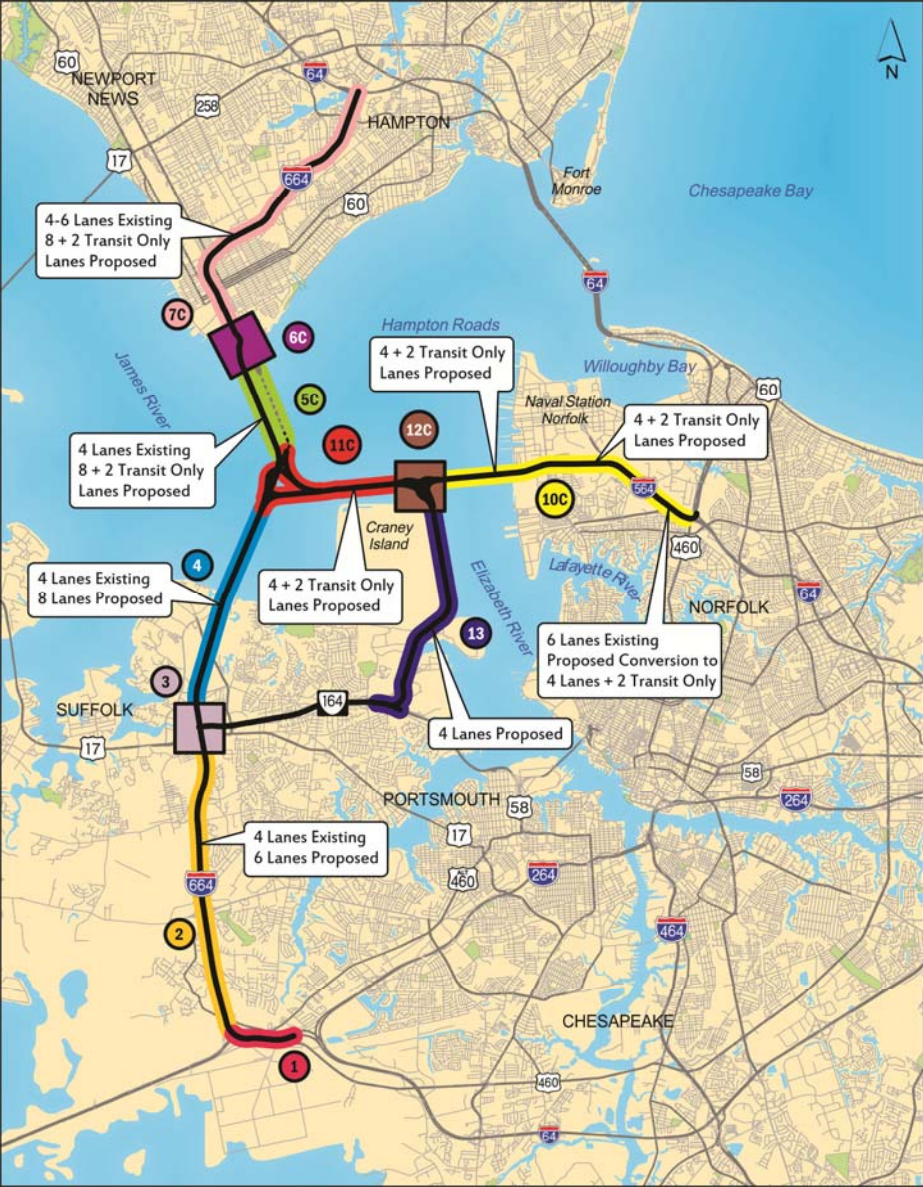 N
60
NEWPORT
NEWS
64
258
HAMPTON
17
664
60
Fort
Monroe
Chesapeake Bay
4-6 Lanes Existing
8 + 2 Transit Only
Lanes Proposed
64
7C
6C
Hampton Roads
4 + 2 Transit Only
Lanes Proposed
James River
Willoughby Bay
60
5C
Naval Station
Norfolk
4 + 2 Transit Only
Lanes Proposed
11C
12C
4 Lanes Existing
8 + 2 Transit Only
Lanes Proposed
564
10C
Craney
Island
460
4
4 Lanes Existing
8 Lanes Proposed
4 + 2 Transit Only
Lanes Proposed
Elizabeth River
Lafayette River
64
NORFOLK
13
6 Lanes Existing
Proposed Conversion to
4 Lanes + 2 Transit Only
3
SUFFOLK
164
17
4 Lanes Proposed
58
264
PORTSMOUTH
58
17
4 Lanes Existing
6 Lanes Proposed
264
ALT
460
664
2
464
CHESAPEAKE
1
460
64